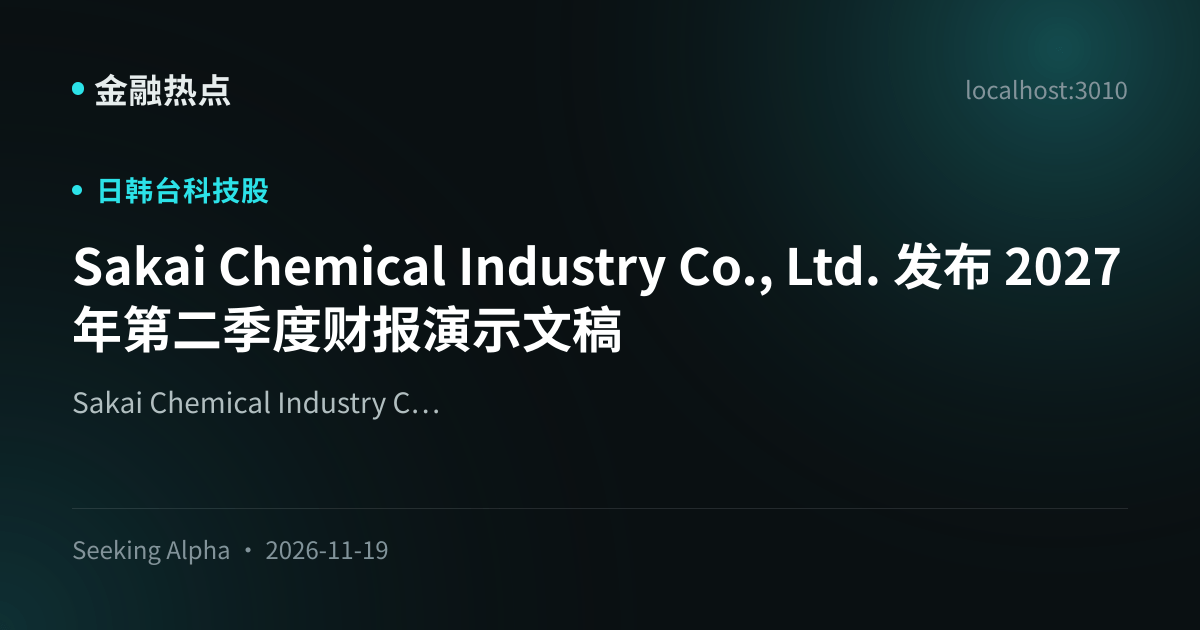 金融热点
localhost:3010
日韩台科技股
Sakai Chemical Industry Co., Ltd. 发布 2027
年第二季度财报演示文稿
Sakai Chemical Industry C…
Seeking Alpha · 2026-11-19